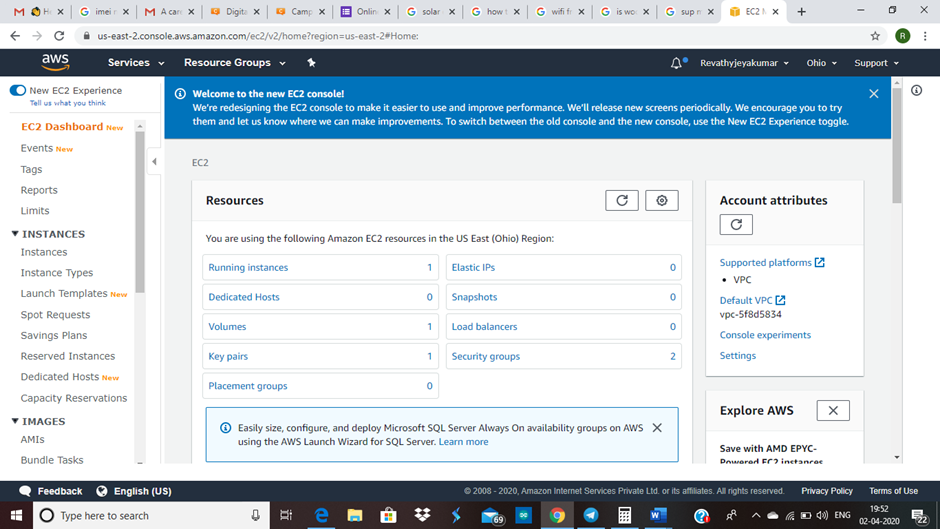 He
imei n
A care
Digita
Camp
Online
solar
how t
wifi fr
is woo
sup m
EC2 M
us-east-2.console.aws.amazon.com/ec2/v2/home?region=us-east-2#Home:
R
aws
Services
Resource Groups
Revathyjeyakumar
Ohio
Support
New EC2 Experience
Tell us what you think
EC2 Dashboard New
Events New
Tags
Reports
Limits
INSTANCES
Instances
Instance Types
Launch Templates New
Spot Requests
Savings Plans
Reserved Instances
Dedicated Hosts New
Capacity Reservations
IMAGES
AMIs
Bundle Tasks
Welcome to the new EC2 console!
We're redesigning the EC2 console to make it easier to use and improve performance. We'll release new screens periodically. We encourage you to try
them and let us know where we can make improvements. To switch between the old console and the new console, use the New EC2 Experience toggle.
EC2
Resources
You are using the following Amazon EC2 resources in the US East (Ohio) Region:
Running instances 1
Elastic IPs 0
Dedicated Hosts 0
Snapshots 0
Volumes 1
Load balancers 0
Key pairs 1
Security groups 2
Placement groups 0
Easily size, configure, and deploy Microsoft SQL Server Always On availability groups on AWS
using the AWS Launch Wizard for SQL Server. Learn more
Account attributes
Supported platforms
VPC
Default VPC
vpc-5f8d5834
Console experiments
Settings
Explore AWS
Save with AMD EPYC-
Powered EC2 instances
Feedback
English (US)
© 2008 - 2020, Amazon Internet Services Private Ltd. or its affiliates. All rights reserved.
Privacy Policy
Terms of Use
Type here to search
69
ENG
19:52
02-04-2020
22